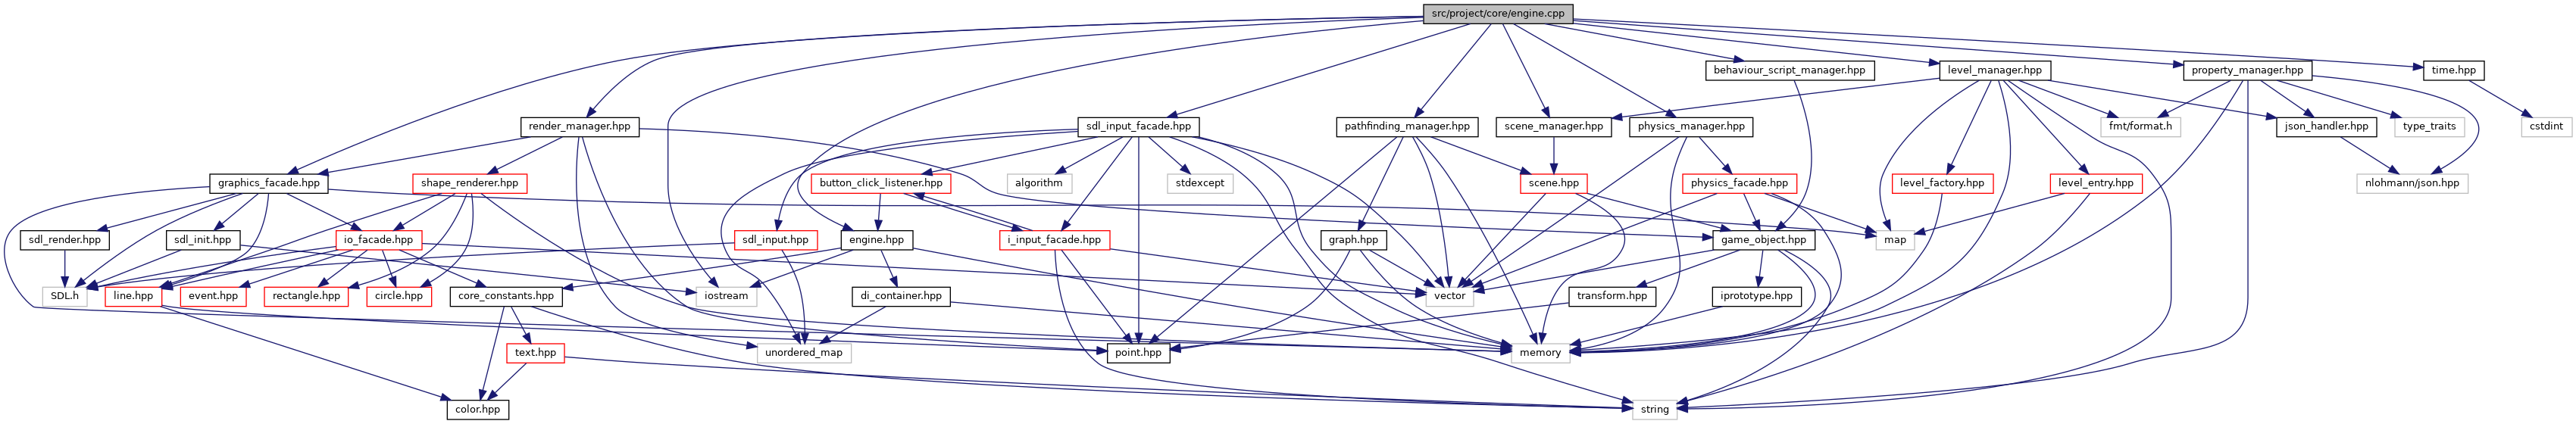 src/project/core/engine.cpp
behaviour_script_manager.hpp
level_manager.hpp
property_manager.hpp
time.hpp
render_manager.hpp
sdl_input_facade.hpp
pathfinding_manager.hpp
scene_manager.hpp
physics_manager.hpp
fmt/format.h
json_handler.hpp
type_traits
cstdint
graphics_facade.hpp
shape_renderer.hpp
button_click_listener.hpp
algorithm
stdexcept
scene.hpp
physics_facade.hpp
level_factory.hpp
level_entry.hpp
nlohmann/json.hpp
sdl_render.hpp
sdl_init.hpp
io_facade.hpp
sdl_input.hpp
engine.hpp
i_input_facade.hpp
graph.hpp
game_object.hpp
map
SDL.h
line.hpp
event.hpp
rectangle.hpp
circle.hpp
core_constants.hpp
iostream
di_container.hpp
vector
transform.hpp
iprototype.hpp
text.hpp
unordered_map
point.hpp
memory
color.hpp
string